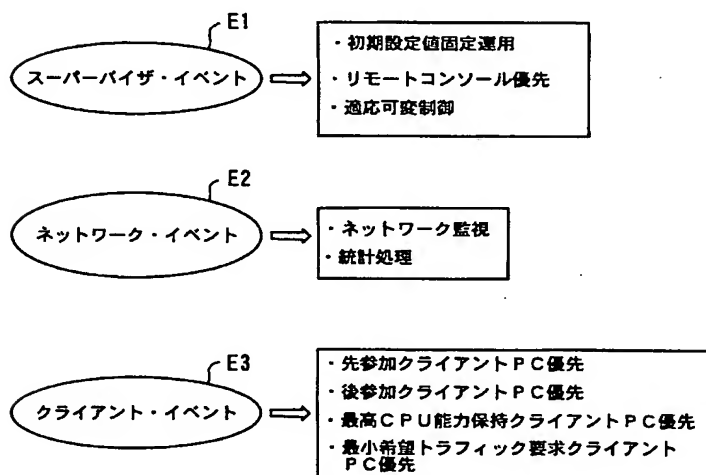 E1
スーパーバイザ・イベント
・初期設定値固定運用
・リモートコンソール優先
・適応可変制御
E2
ネットワーク・イベント
・ネットワーク監視
・統計処理
E3
クライアント・イベント
・先参加クライアントPC優先
・後参加クライアントPC優先
・最高CPU能力保持クライアントPC優先
・最小希望トラフィック要求クライアント
PC優先